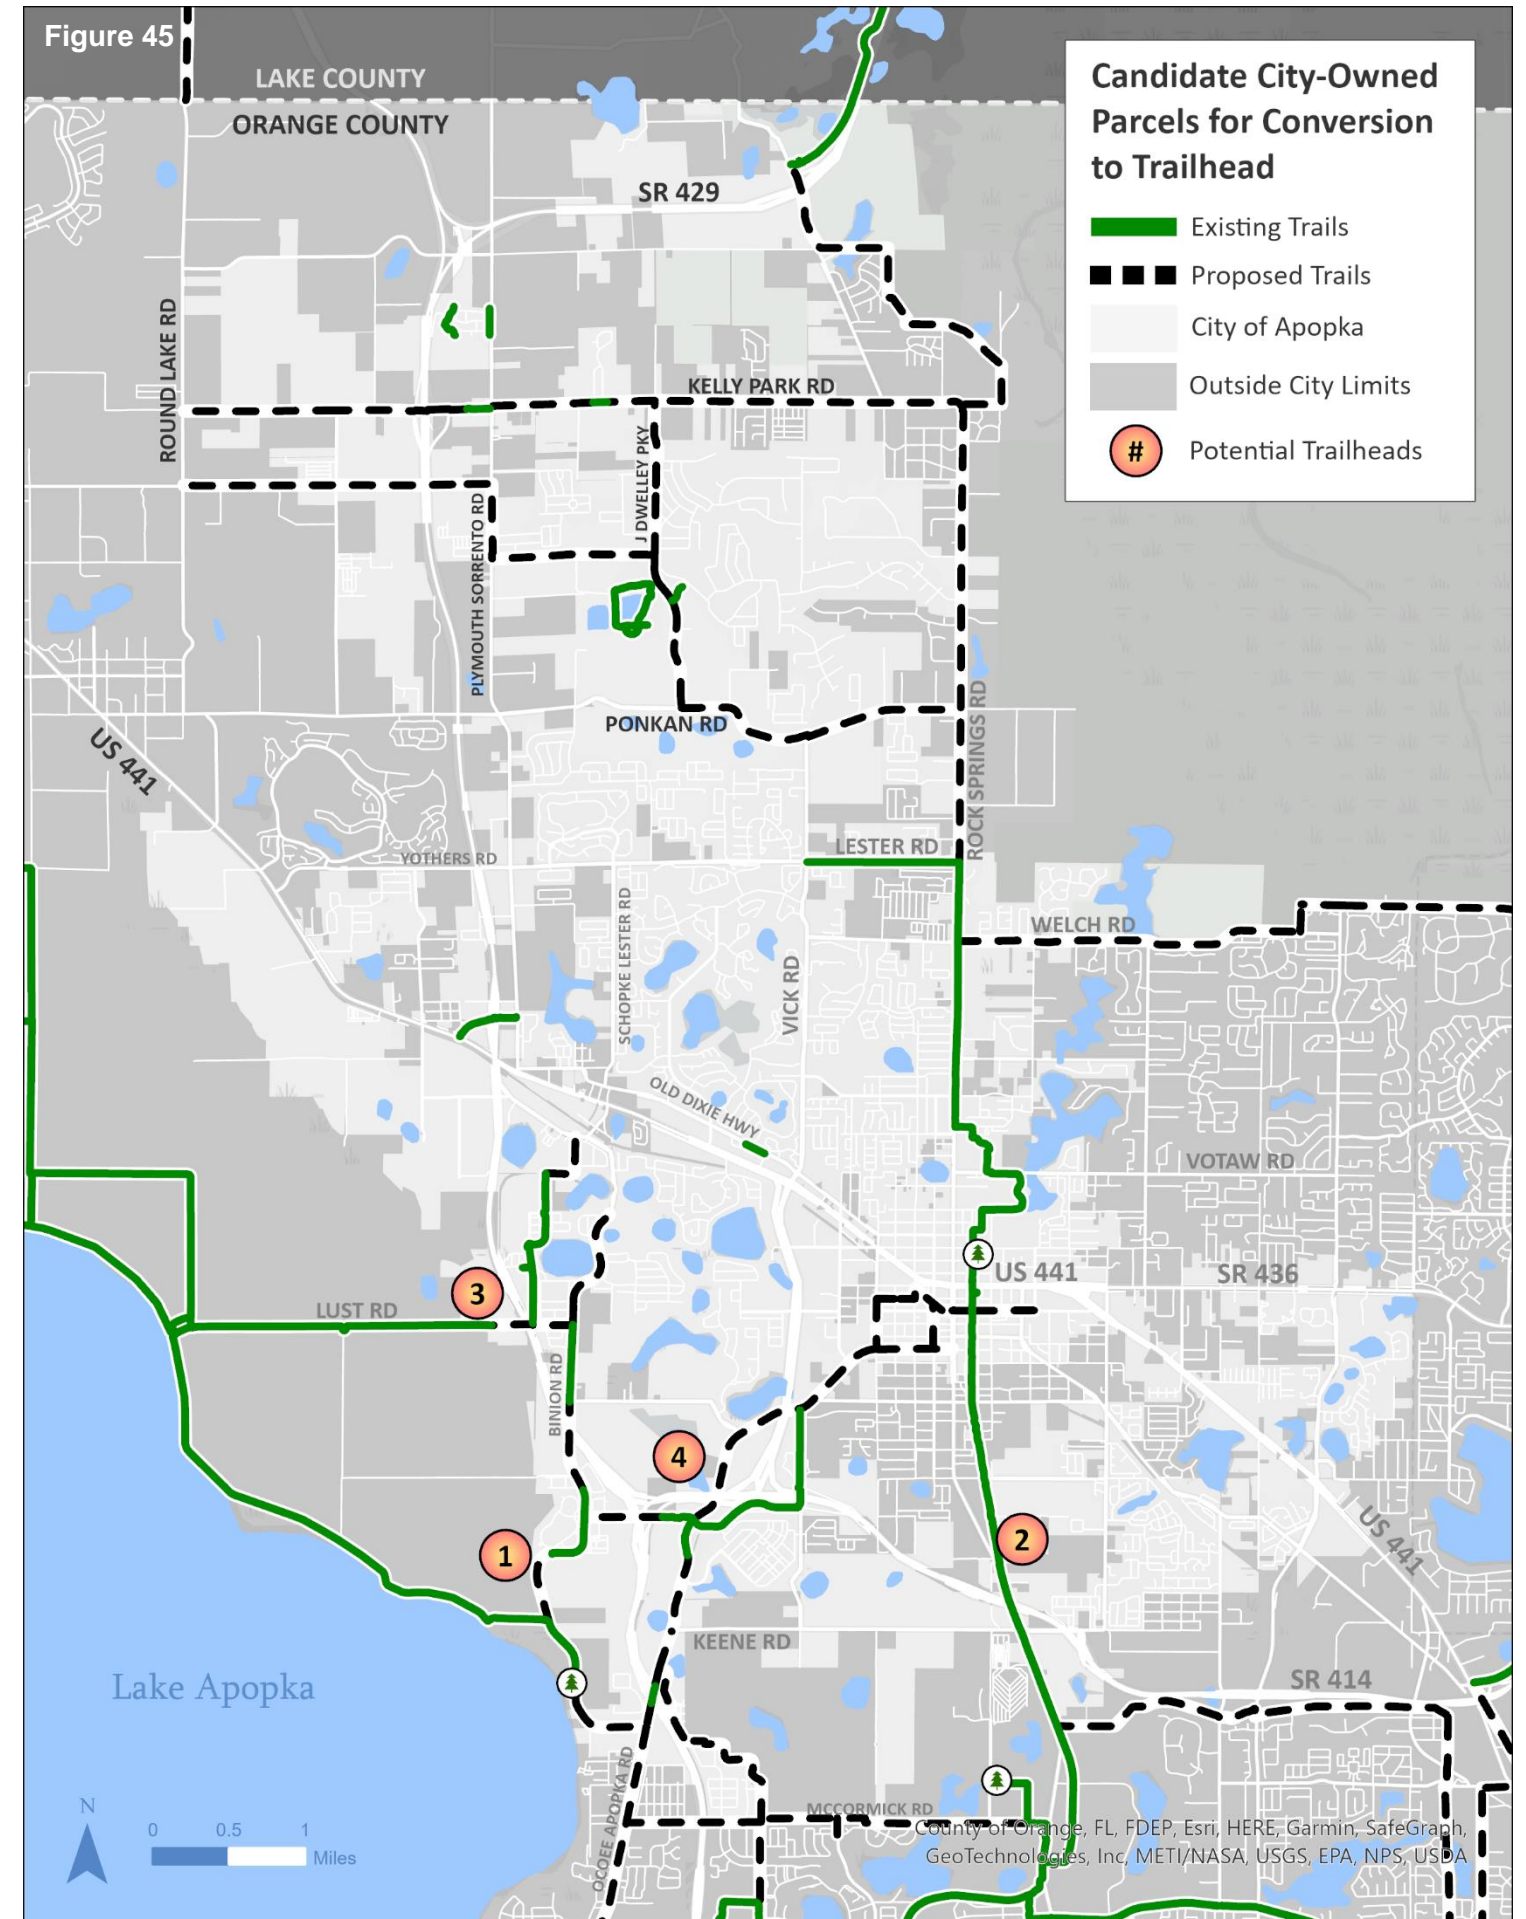 Figure 45
LAKE COUNTY
ORANGE COUNTY
Candidate City-Owned
Parcels for Conversion
to Trailhead
Existing Trails
Proposed Trails
City of Apopka
Outside City Limits
#
Potential Trailheads
SR 429
ROUND LAKE RD
KELLY PARK RD
J DWELLEY PKY
PLYMOUTH SORRENTO RD
PONKAN RD
ROCK SPRINGS RD
US 441
YOTHERS RD
LESTER RD
SCHOPKE LESTER RD
WELCH RD
VICK RD
OLD DIXIE HWY
VOTAW RD
US 441
SR 436
3
LUST RD
BINION RD
4
1
2
US 441
KEENE RD
Lake Apopka
SR 414
OCOEE APOPKA RD
MCCORMICK RD
N
0
0.5
1
Miles
County of Orange, FL, FDEP, Esri, HERE, Garmin, SafeGraph,
GeoTechnologies, Inc, METI/NASA, USGS, EPA, NPS, USDA